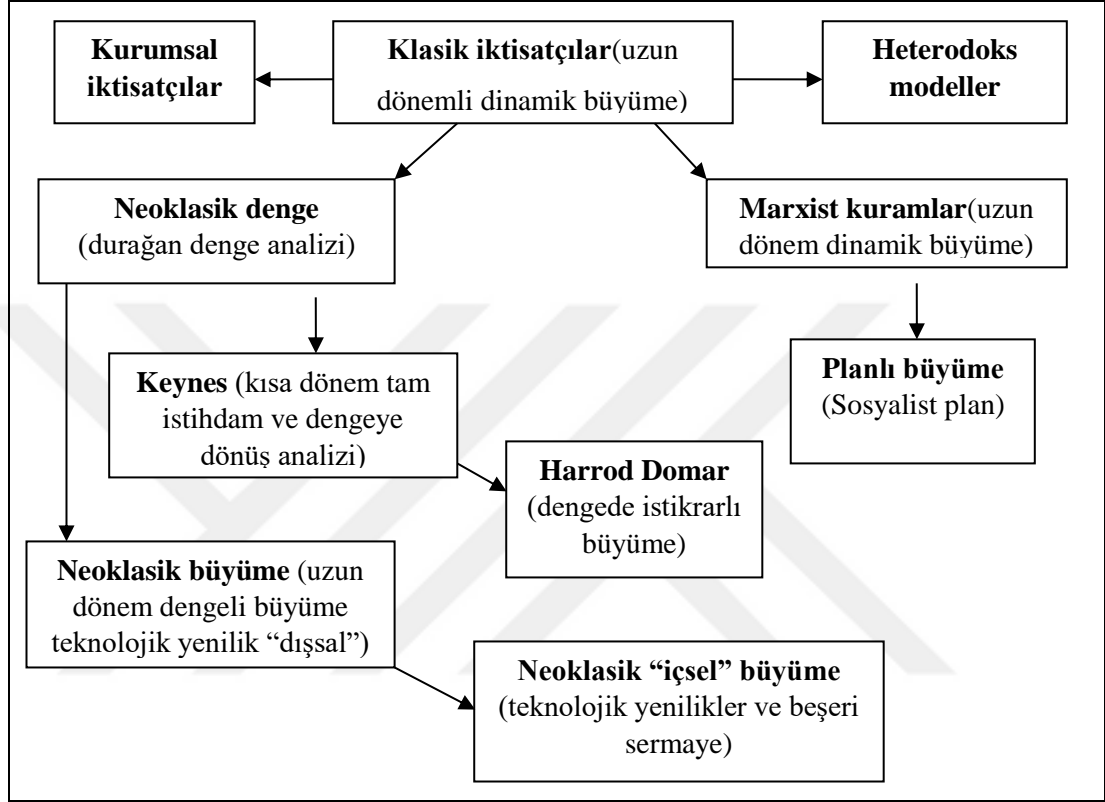 Kurumsal
iktisatçılar
Klasik iktisatçılar(uzun
dönemli dinamik büyüme)
Heterodoks
modeller
Neoklasik denge
(durağan denge analizi)
Marxist kuramlar(uzun
dönem dinamik büyüme)
Keynes (kısa dönem tam
istihdam ve dengeye
dönüş analizi)
Planlı büyüme
(Sosyalist plan)
Harrod Domar
(dengede istikrarlı
büyüme)
Neoklasik büyüme (uzun
dönem dengeli büyüme
teknolojik yenilik “dışsal”)
Neoklasik “içsel” büyüme
(teknolojik yenilikler ve beşeri
sermaye)